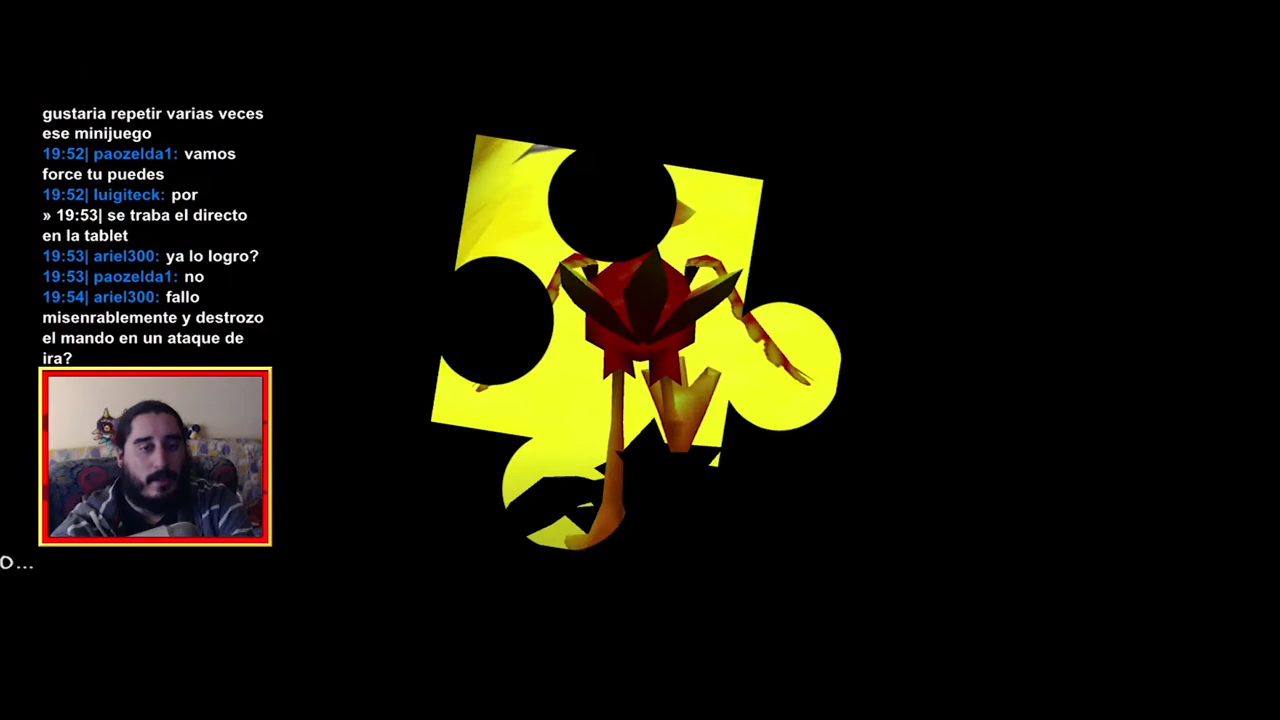 gustaria repetir varias veces
ese minijuego
19:52| paozelda1: vamos
force tu puedes
19:52| luigiteck: por
» 19:53| se traba el directo
en la tablet
19:53| ariel300: ya lo logro?
19:53| paozelda1: no
19:54| ariel300: fallo
misenrablemente y destrozo
el mando en un ataque de
ira?
O...